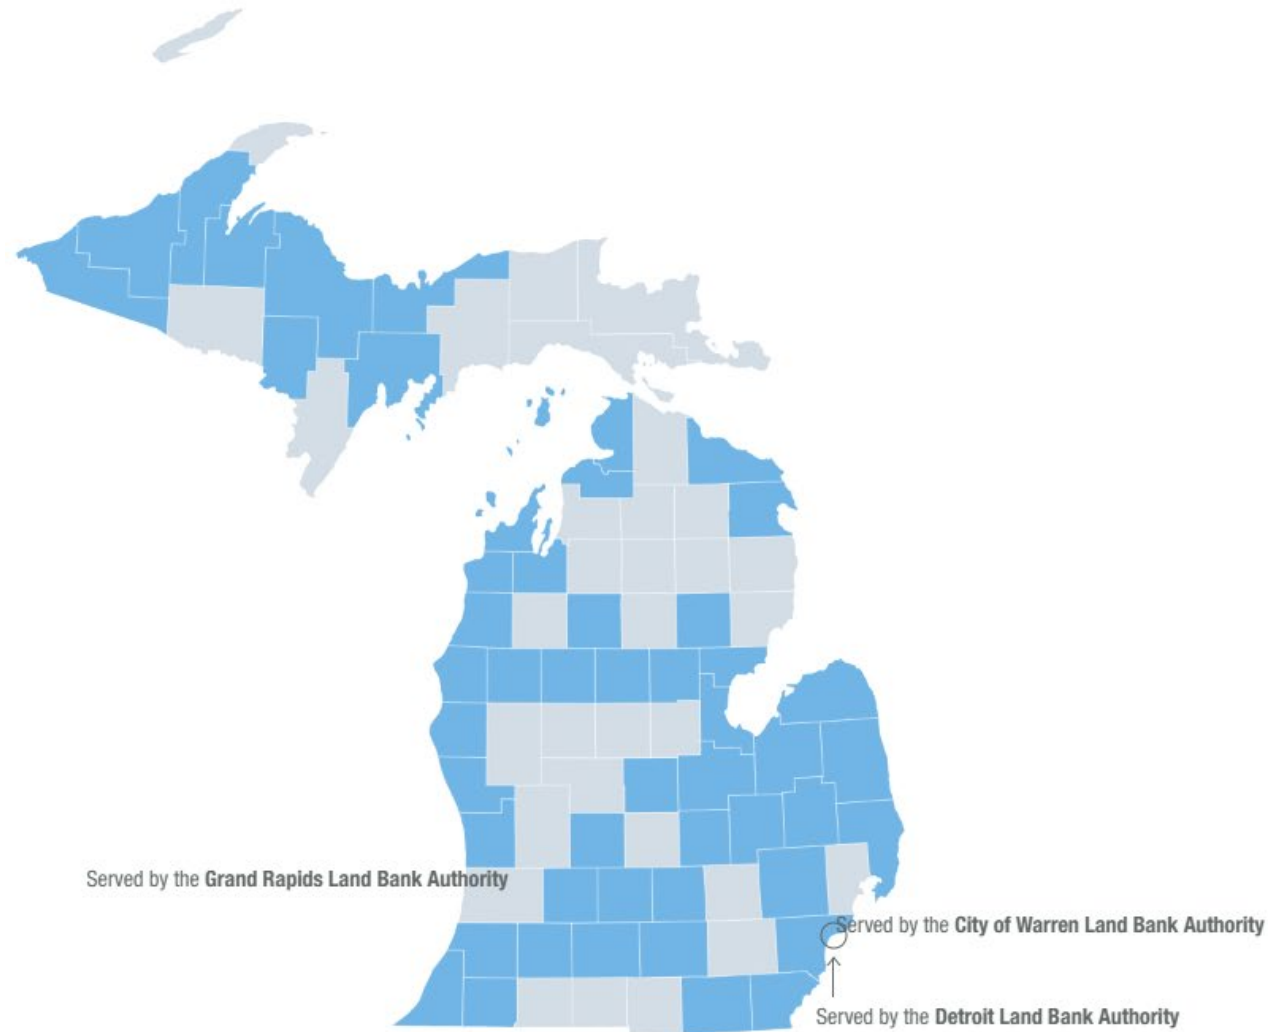 Served by the Grand Rapids Land Bank Authority
Served by the City of Warren Land Bank Authority
Served by the Detroit Land Bank Authority